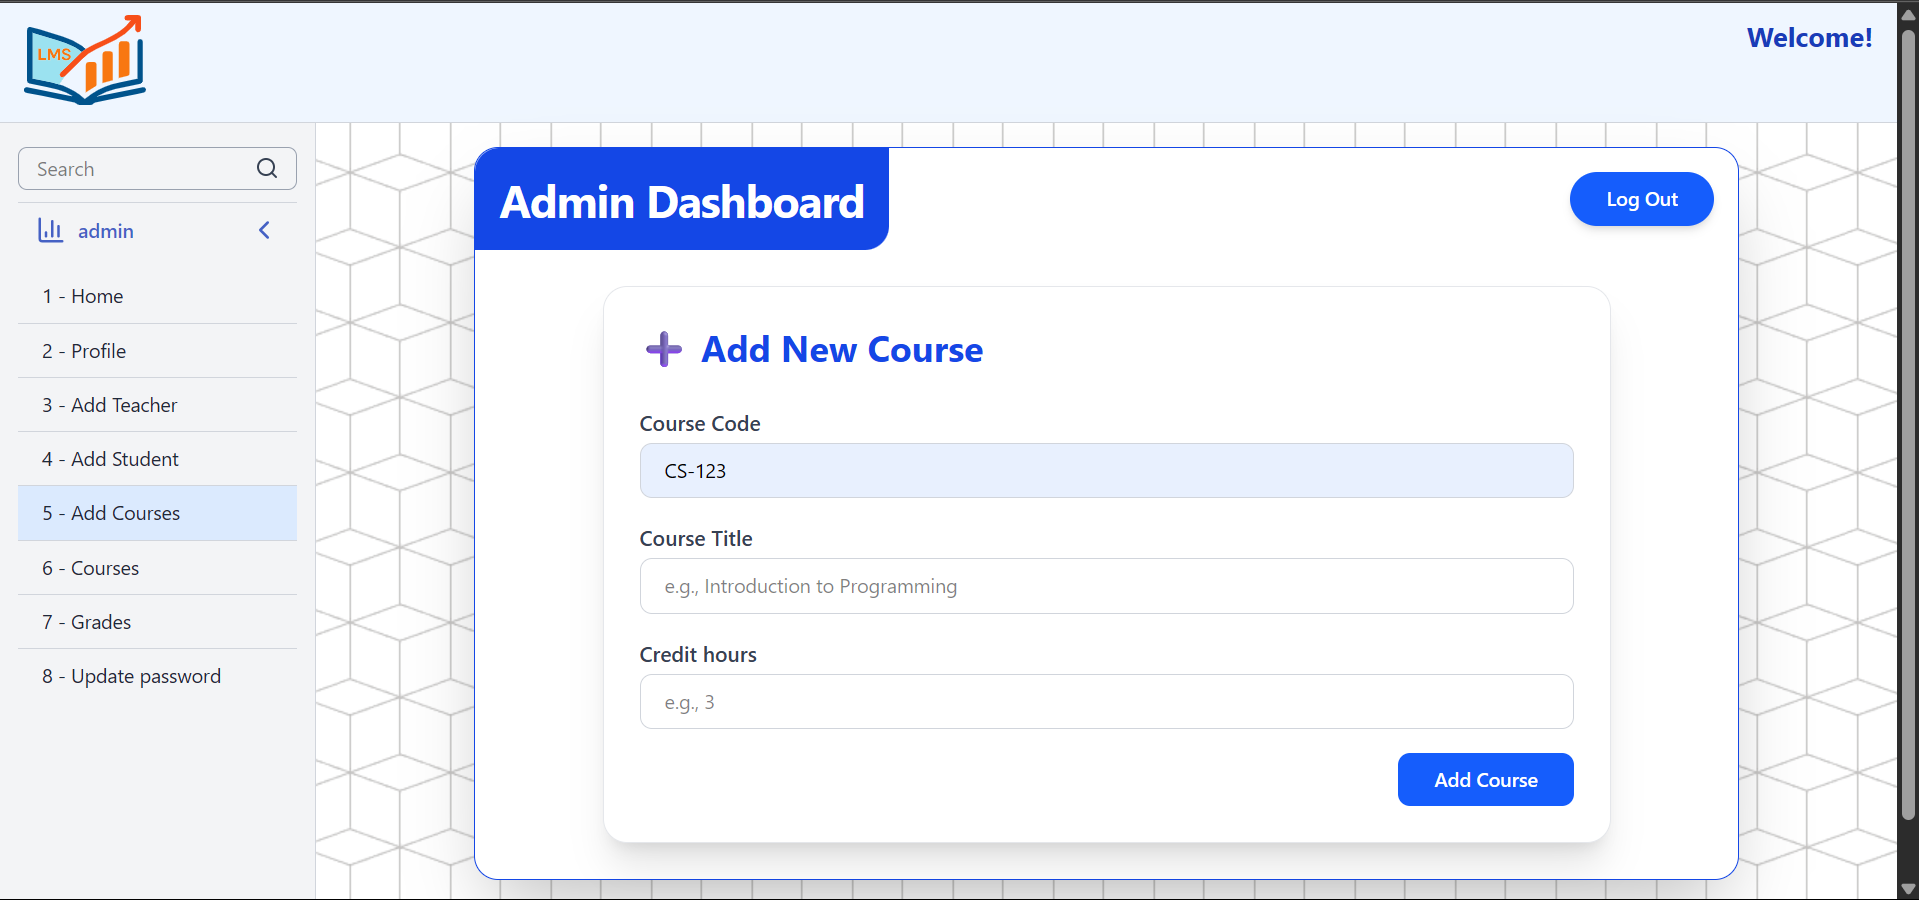 LMS
Welcome!
Search
admin
1 - Home
2 - Profile
3 - Add Teacher
4 - Add Student
5 - Add Courses
6 - Courses
7 - Grades
8 - Update password
Admin Dashboard
Log Out
Add New Course
Course Code
CS-123
Course Title
e.g., Introduction to Programming
Credit hours
e.g., 3
Add Course